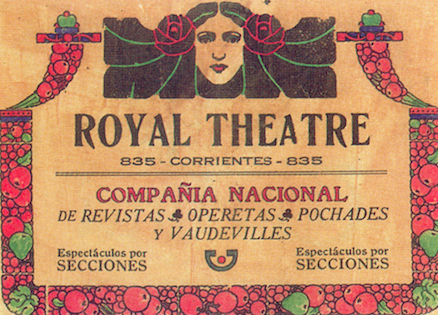 ROYAL THEATRE
835 - CORRIENTES - 835
COMPAÑIA NACIONAL
DE REVISTAS OPERETAS POCHADES
Y VAUDEVILLES
Espectáculos por
SECCIONES
Espectáculos por
SECCIONES